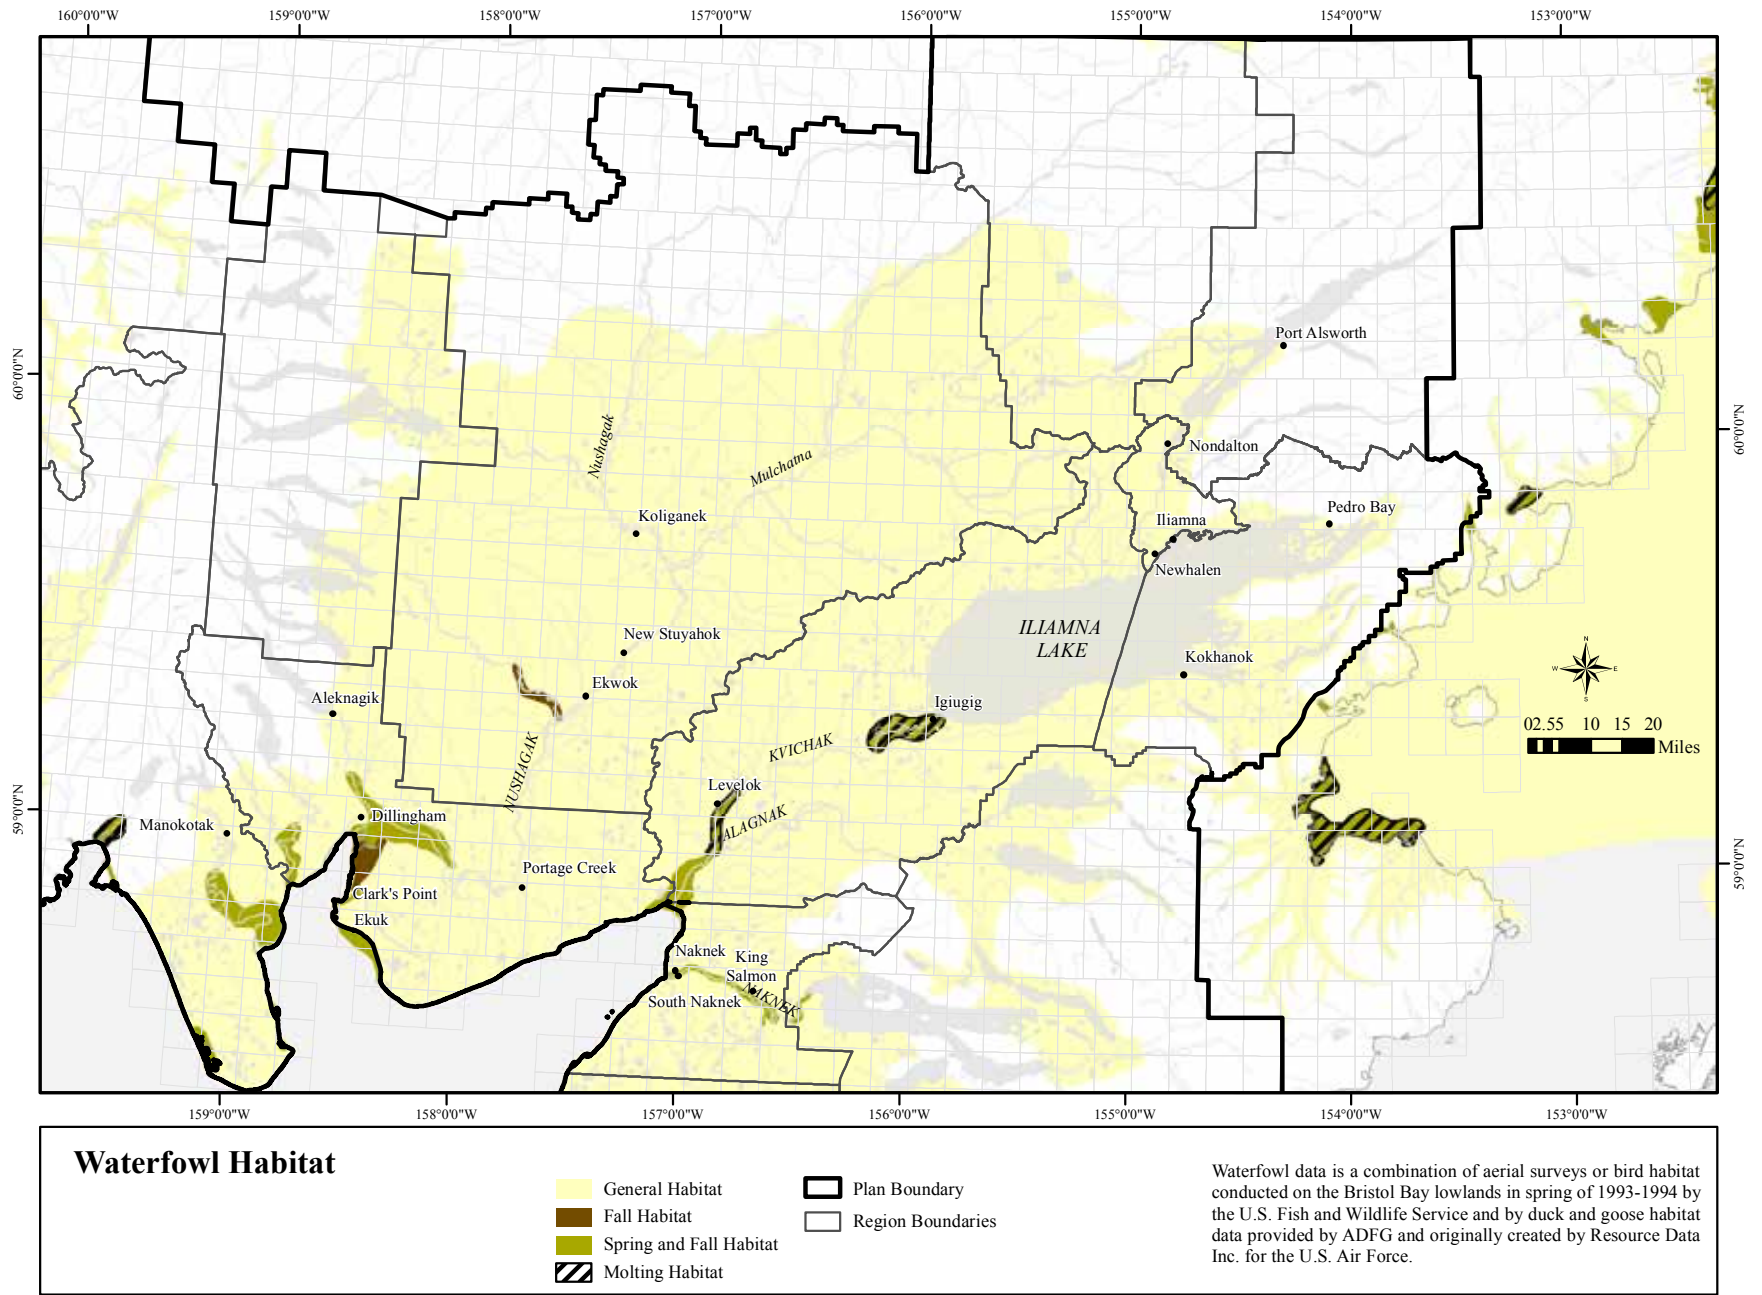 160°0'0"W
159°0'0"W
158°0'0"W
157°0'0"W
156°0'0"W
155°0'0"W
154°0'0"W
153°0'0"W
60°0'0"N
60°0'0"N
59°0'0"N
59°0'0"N
Port Alsworth
Nushagak
Mulchatna
Nondalton
Koliganek
Iliamna
Pedro Bay
Newhalen
New Stuyahok
ILIAMNA
LAKE
Ekwok
Kokhanok
Aleknagik
Igiugig
NUSHAGAK
KVICHAK
Levelok
ALAGNAK
Manokotak
Dillingham
Portage Creek
Clark's Point
Ekuk
Naknek
King
Salmon
NAKNEK
South Naknek
N
W
E
S
02.55 10 15 20
Miles
159°0'0"W
158°0'0"W
157°0'0"W
156°0'0"W
155°0'0"W
154°0'0"W
153°0'0"W
Waterfowl Habitat
General Habitat
Fall Habitat
Spring and Fall Habitat
Molting Habitat
Plan Boundary
Region Boundaries
Waterfowl data is a combination of aerial surveys or bird habitat
conducted on the Bristol Bay lowlands in spring of 1993-1994 by
the U.S. Fish and Wildlife Service and by duck and goose habitat
data provided by ADFG and originally created by Resource Data
Inc. for the U.S. Air Force.